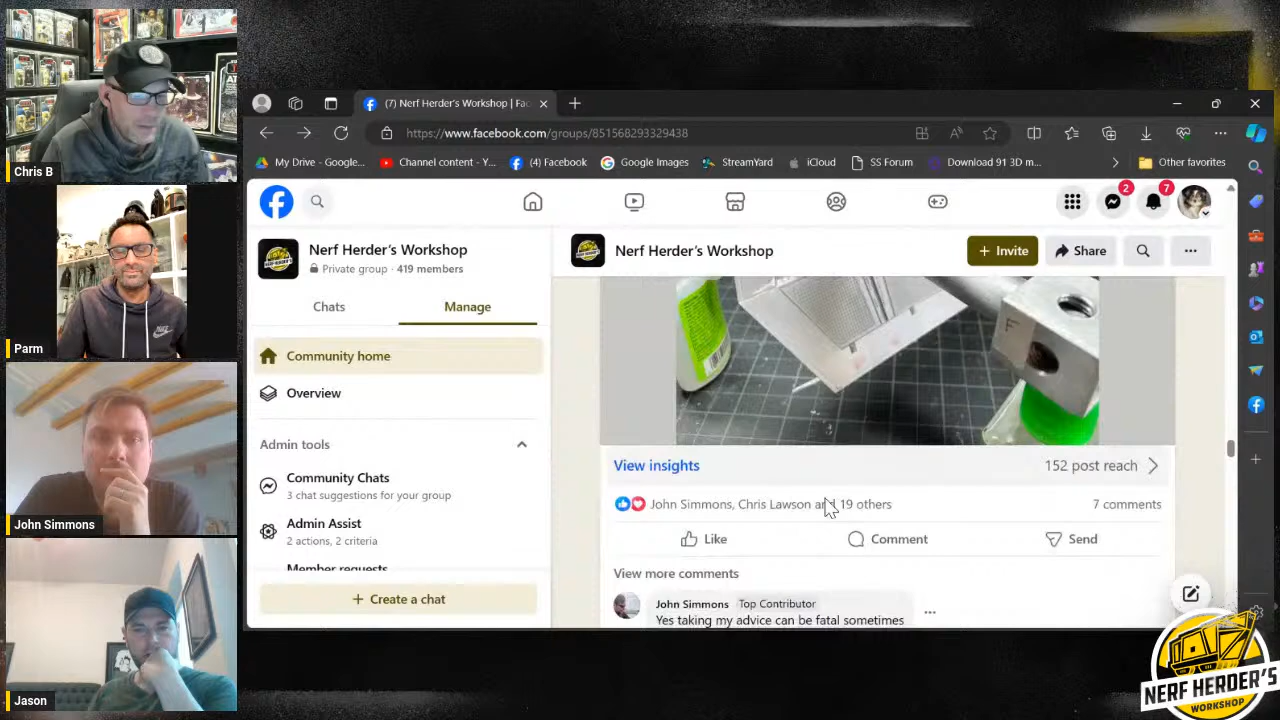 Chris B
Parm
John Simmons
Jason
(7) Nerf Herder's Workshop | Fac
https://www.facebook.com/groups/851568293329438
My Drive - Google...
Channel content - Y...
(4) Facebook
Google Images
StreamYard
iCloud
SS Forum
Download 91 3D m...
Other favorites
2
7
Nerf Herder's Workshop
Private group · 419 members
Chats
Manage
Community home
Overview
Admin tools
Community Chats
3 chat suggestions for your group
Admin Assist
2 actions, 2 criteria
Member requests
+ Create a chat
Nerf Herder's Workshop
+ Invite
Share
F
View insights
152 post reach
John Simmons, Chris Lawson and 19 others
7 comments
Like
Comment
Send
View more comments
John Simmons Top Contributor
Yes taking my advice can be fatal sometimes
NERF HERDER'S
WORKSHOP